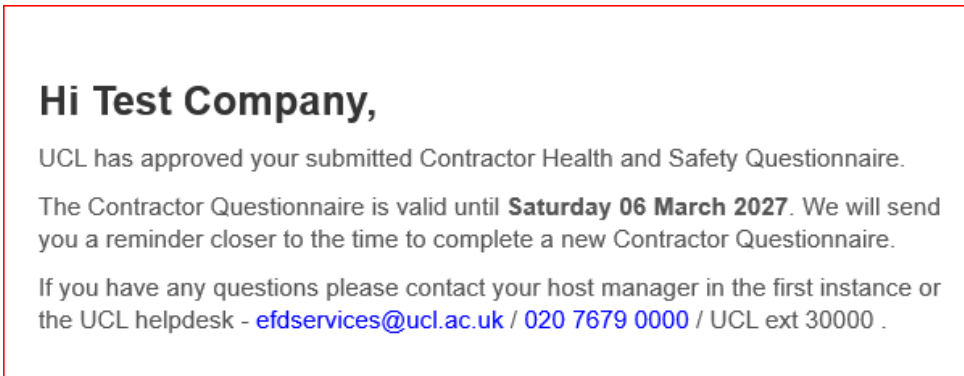 Hi Test Company,
UCL has approved your submitted Contractor Health and Safety Questionnaire.
The Contractor Questionnaire is valid until Saturday 06 March 2027. We will send
you a reminder closer to the time to complete a new Contractor Questionnaire.
If you have any questions please contact your host manager in the first instance or
the UCL helpdesk - efdservices@ucl.ac.uk / 020 7679 0000 / UCL ext 30000 .